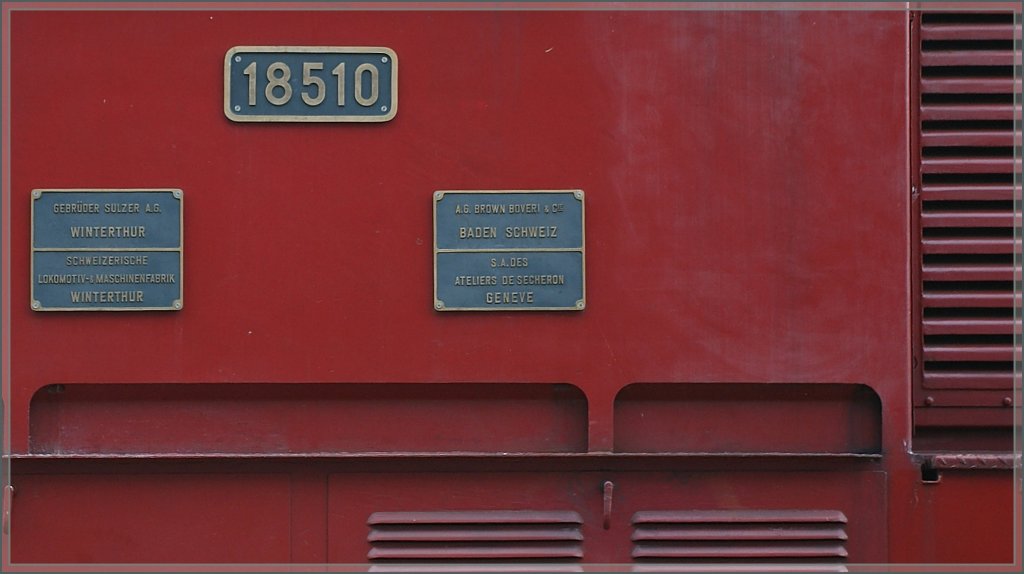 18510
GEBRÜDER SULZER A.G.
WINTERTHUR
SCHWEIZERISCHE
LOKOMOTIV-& MASCHINENFABRIK
WINTERTHUR
A.G. BROWN BOVERI & CIE
BADEN SCHWEIZ
S.A. DES
ATELIERS DE SECHERON
GENEVE